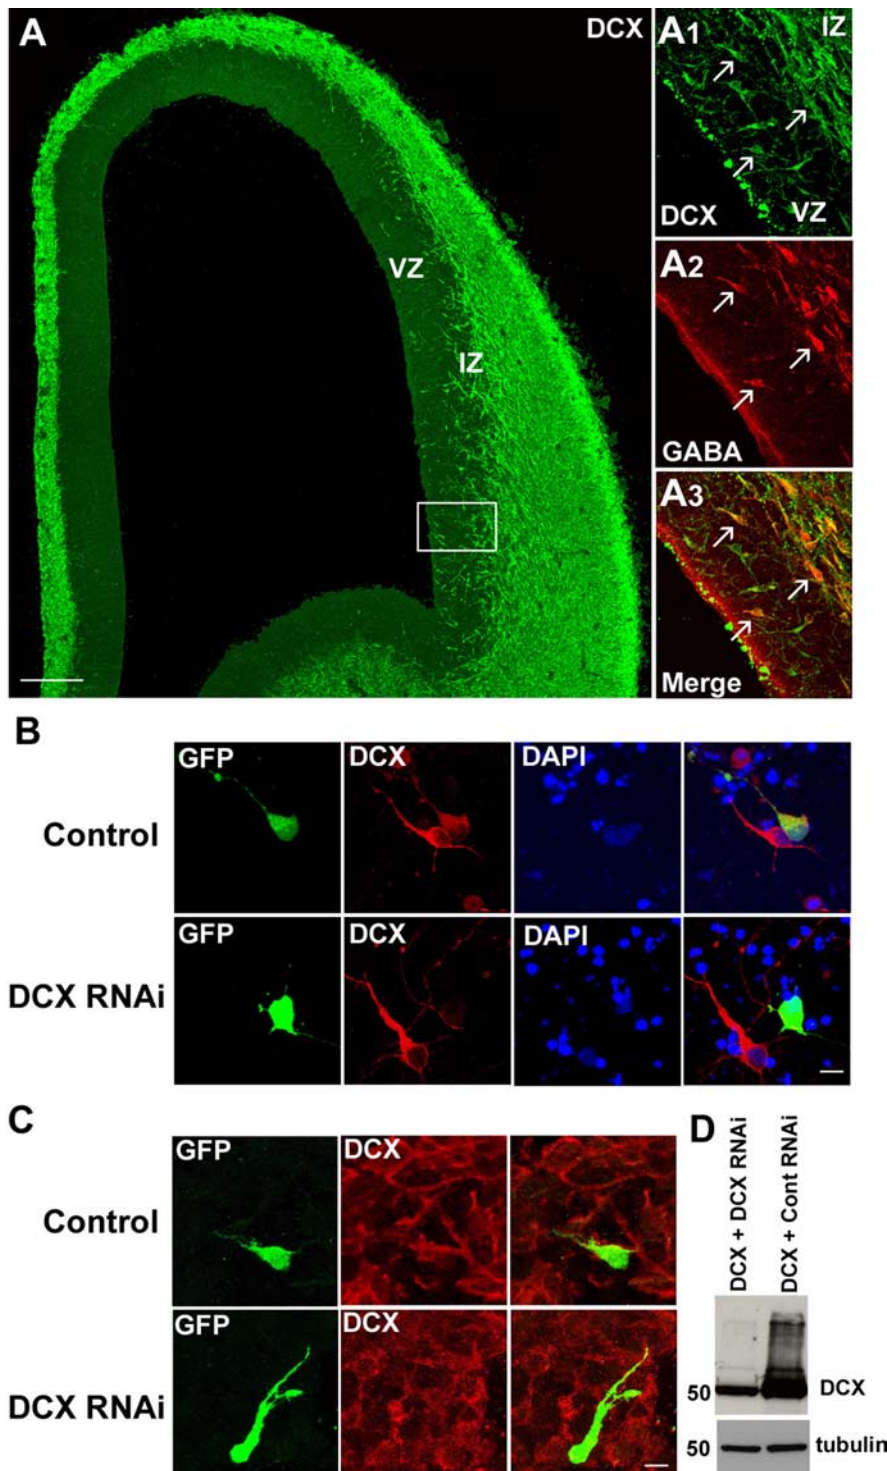 A
DCX
VZ
IZ
A1
IZ
DCX
VZ
A2
GABA
A3
Merge
B
GFP
DCX
DAPI
Control
GFP
DCX
DAPI
DCX RNAi
C
GFP
DCX
Control
GFP
DCX
DCX RNAi
D
DCX + DCX RNAi
DCX + Cont RNAi
50
DCX
50
tubulin